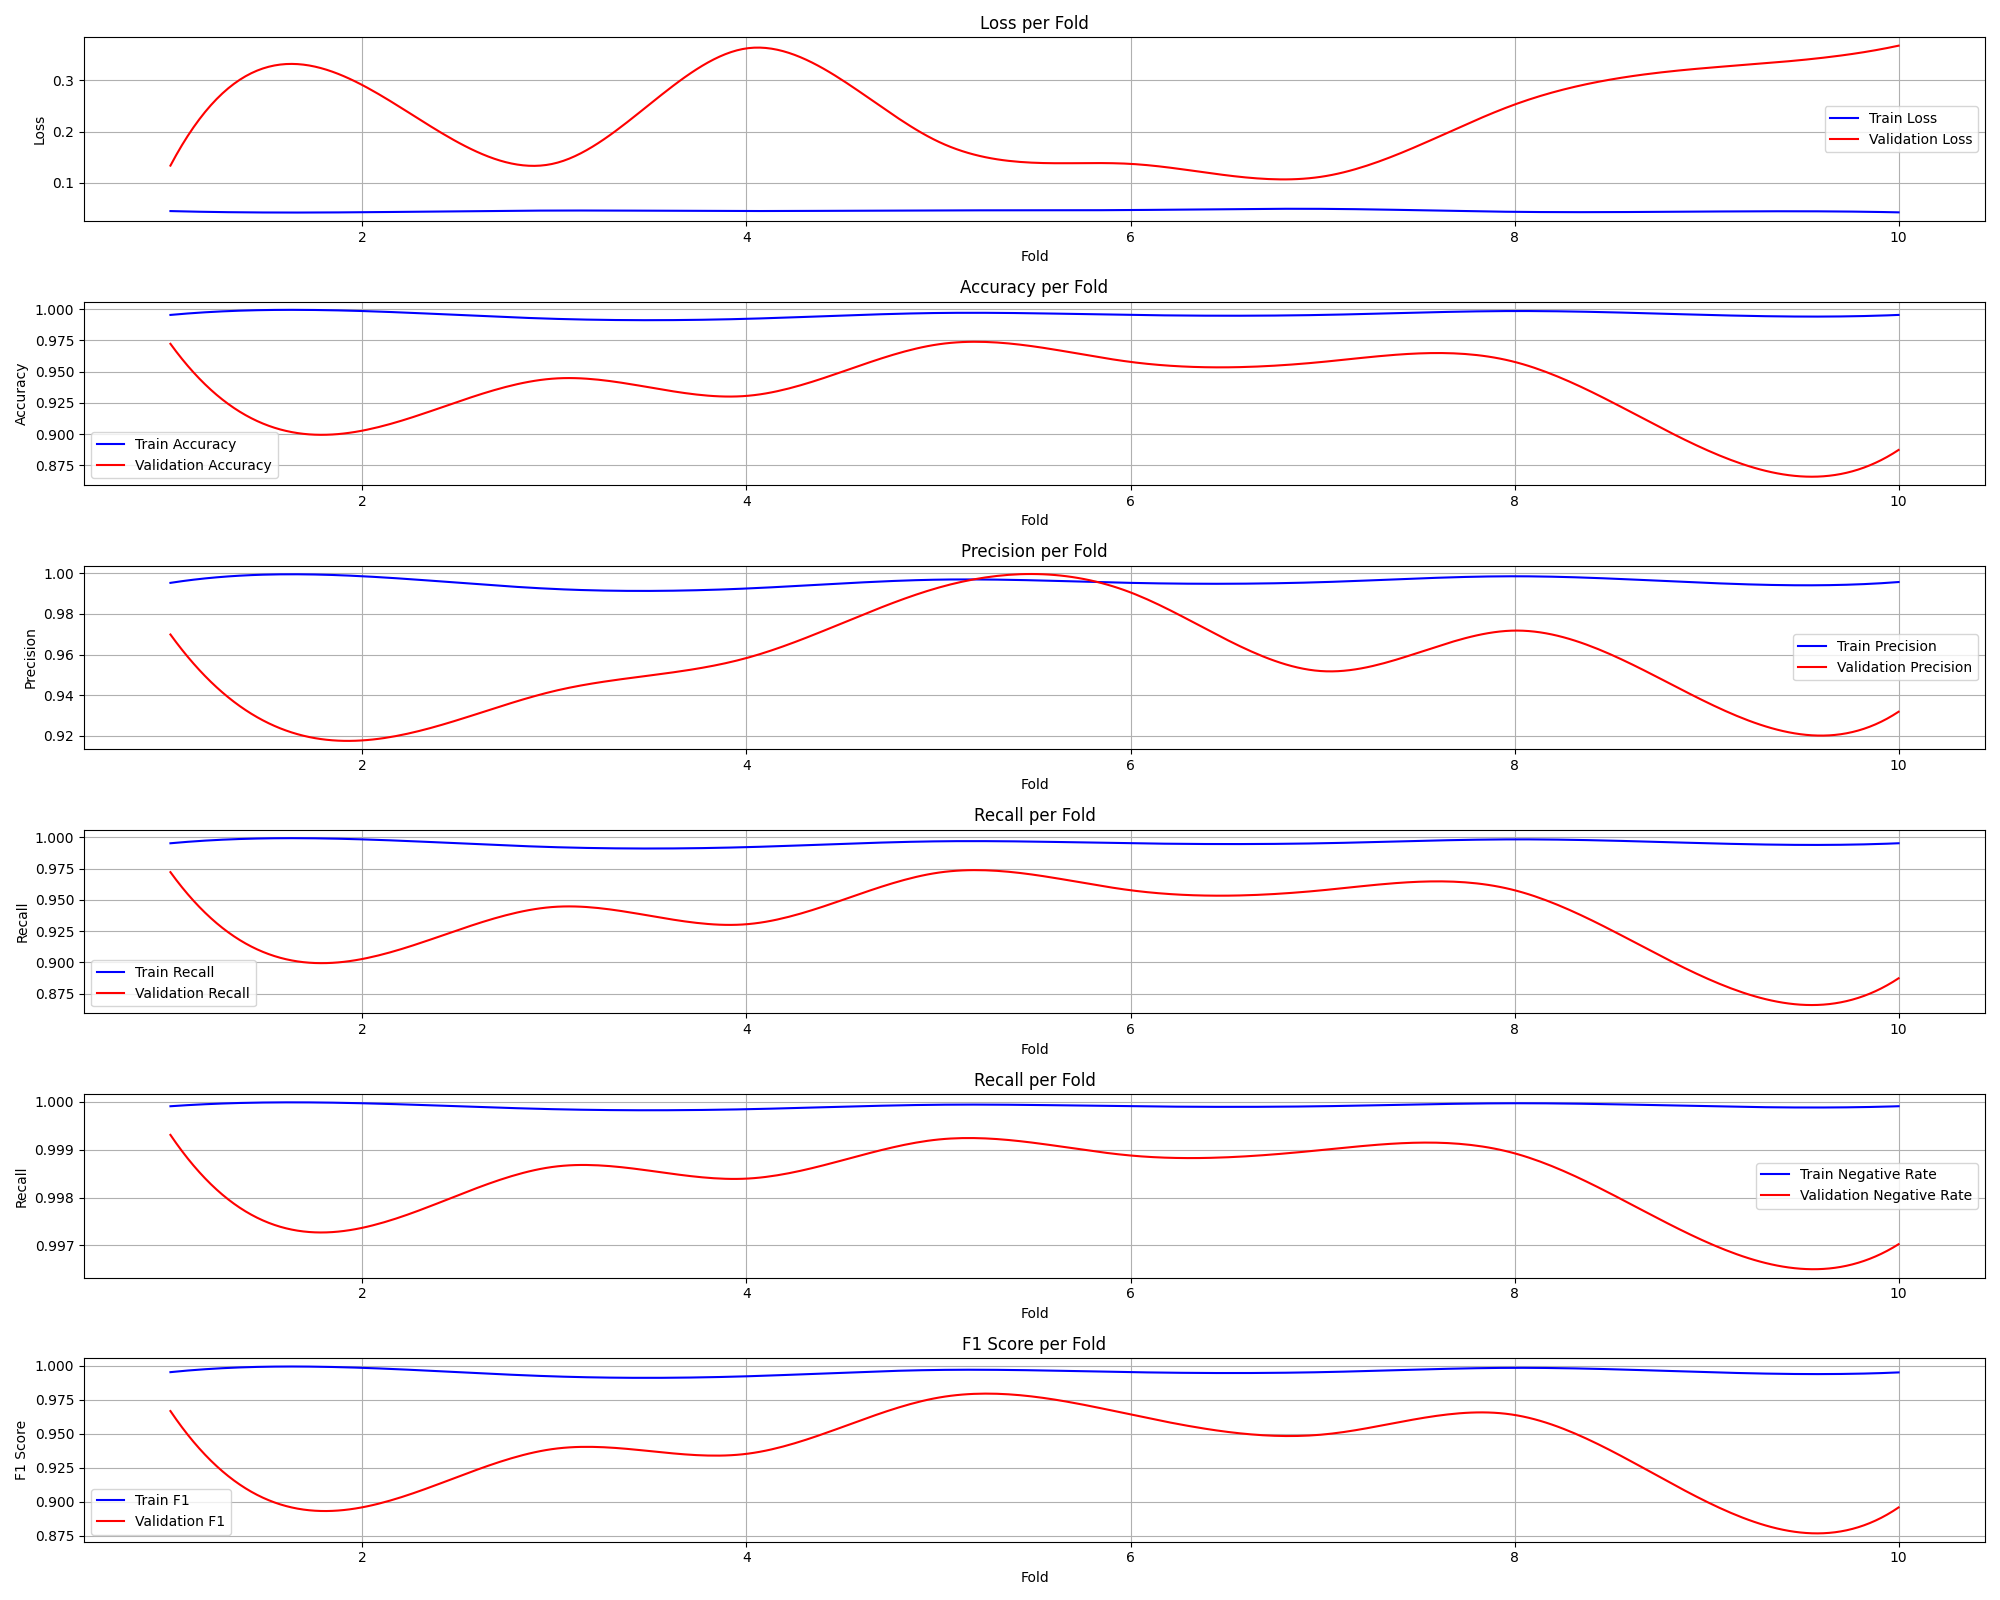 Loss per Fold
0.3
0.2
0.1
Loss
Train Loss
Validation Loss
2 4 6 8 10
Fold
Accuracy per Fold
1.000
0.975
0.950
0.925
0.900
0.875
Accuracy
Train Accuracy
Validation Accuracy
2 4 6 8 10
Fold
Precision per Fold
1.00
0.98
0.96
0.94
0.92
Precision
Train Precision
Validation Precision
2 4 6 8 10
Fold
Recall per Fold
1.000
0.975
0.950
0.925
0.900
0.875
Recall
Train Recall
Validation Recall
2 4 6 8 10
Fold
Recall per Fold
1.000
0.999
0.998
0.997
Recall
Train Negative Rate
Validation Negative Rate
2 4 6 8 10
Fold
F1 Score per Fold
1.000
0.975
0.950
0.925
0.900
0.875
F1 Score
Train F1
Validation F1
2 4 6 8 10
Fold